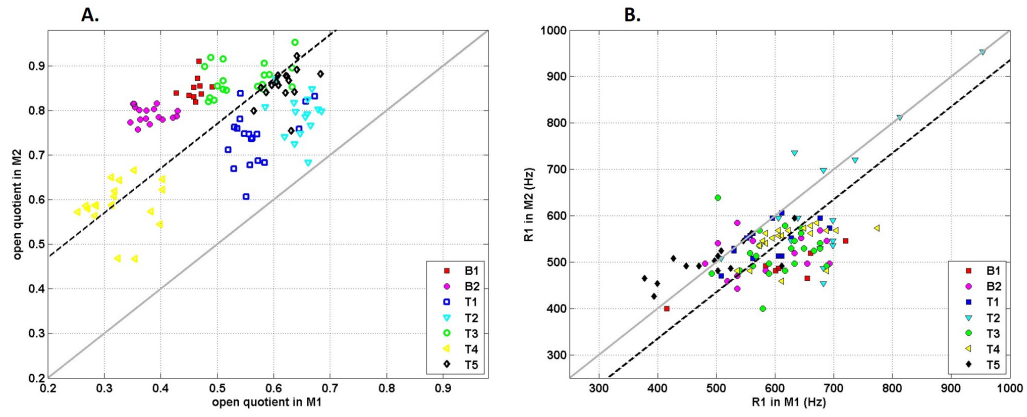 A.
open quotient in M2
0.9
0.8
0.7
0.6
0.5
0.4
0.3
0.2
0.2 0.3 0.4 0.5 0.6 0.7 0.8 0.9
open quotient in M1
B1
B2
T1
T2
T3
T4
T5
B.
R1 in M2 (Hz)
1000
900
800
700
600
500
400
300
300 400 500 600 700 800 900 1000
R1 in M1 (Hz)
B1
B2
T1
T2
T3
T4
T5